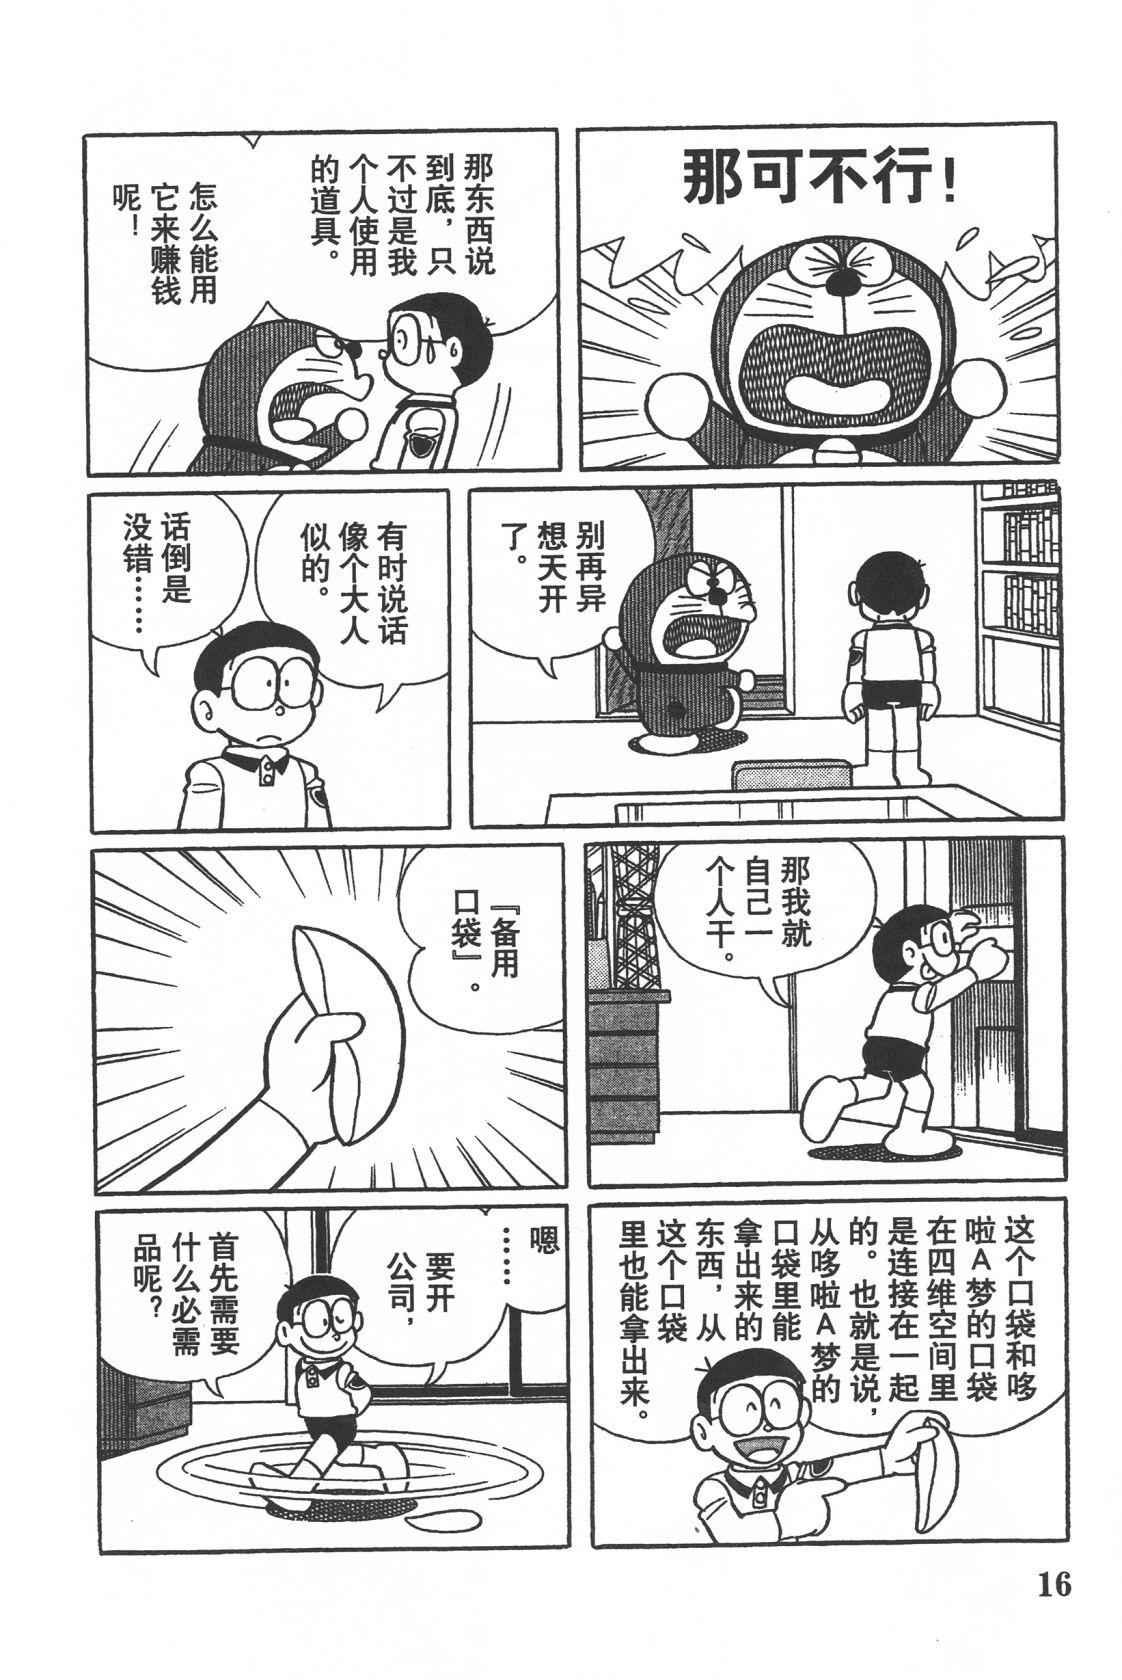 那可不行！
那东西说
到底，只
不过是我
个人使用
的道具。
怎么能用
它来赚钱
呢！
别再异
想天开
了。
有时说话
像个大人
似的。
话倒是
没错……
那我就
自己一
个人干。
『备用
口袋』。
这个口袋和哆
啦A梦的口袋
在四维空间里
是连接在一起
的。也就是说，
从哆啦A梦的
口袋里能
拿出来的
东西，从
这个口袋
里也能拿出来。
嗯
……
要开
公司，
首先需要
什么必需
品呢？
16